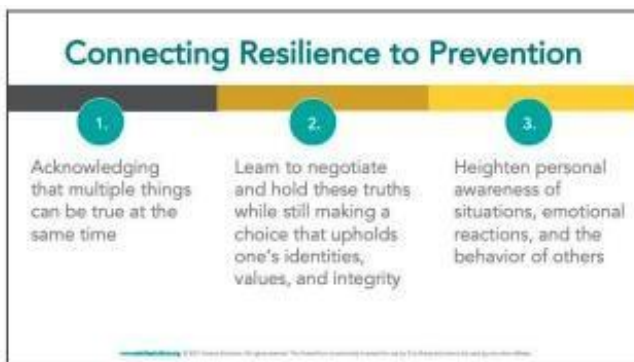 Connecting Resilience to Prevention
1.
Acknowledging
that multiple things
can be true at the
same time
2.
Learn to negotiate
and hold these truths
while still making a
choice that upholds
one's identities,
values, and integrity
3.
Heighten personal
awareness of
situations, emotional
reactions, and the
behavior of others